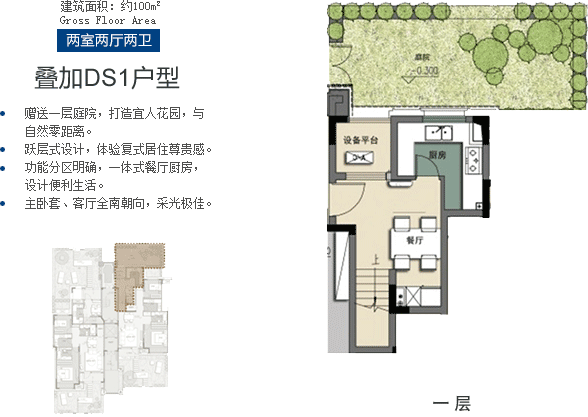 建筑面积：约100m²
Gross Floor Area
两室两厅两卫
叠加DS1户型
赠送一层庭院，打造宜人花园，与
自然零距离。
跃层式设计，体验复式居住尊贵感。
功能分区明确，一体式餐厅厨房，
设计便利生活。
主卧套、客厅全南朝向，采光极佳。
庭院
-0.300
设备平台
厨房
餐厅
上
一层